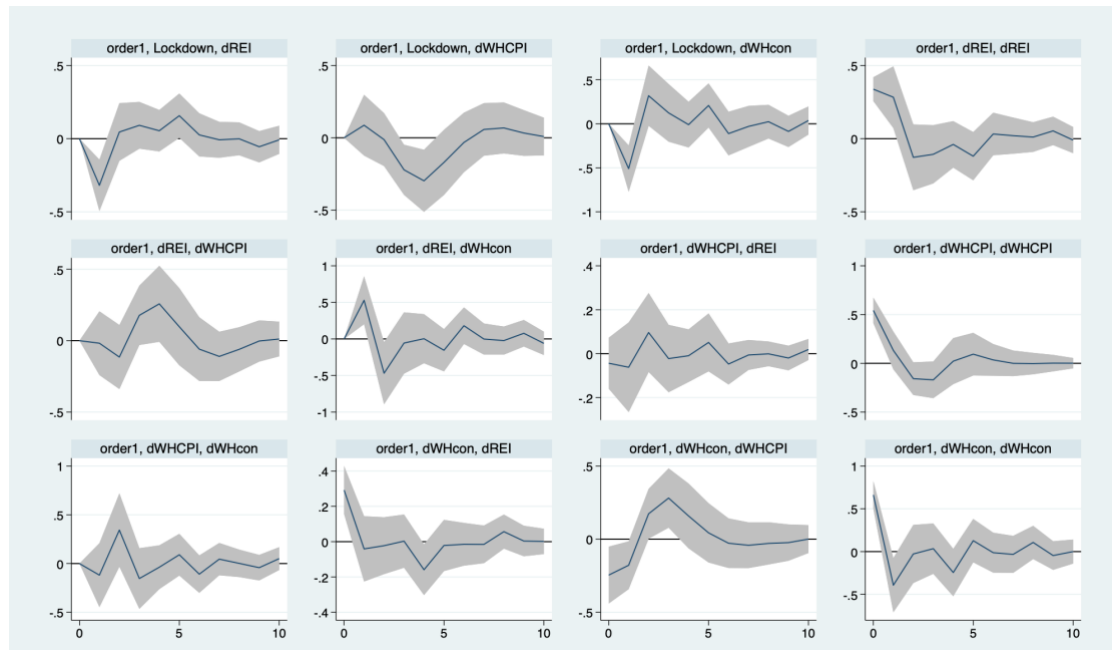 order1, Lockdown, dREI
.5
0
-.5
order1, Lockdown, dWHCPI
.5
0
-.5
order1, Lockdown, dWHcon
.5
0
-.5
-1
order1, dREI, dREI
.5
0
-.5
order1, dREI, dWHCPI
.5
0
-.5
order1, dREI, dWHcon
1
.5
0
-.5
-1
order1, dWHCPI, dREI
.4
.2
0
-.2
order1, dWHCPI, dWHCPI
1
.5
0
-.5
order1, dWHCPI, dWHcon
1
.5
0
-.5
0 5 10
order1, dWHcon, dREI
.4
.2
0
-.2
-.4
0 5 10
order1, dWHcon, dWHCPI
.5
0
-.5
0 5 10
order1, dWHcon, dWHcon
1
.5
0
-.5
0 5 10